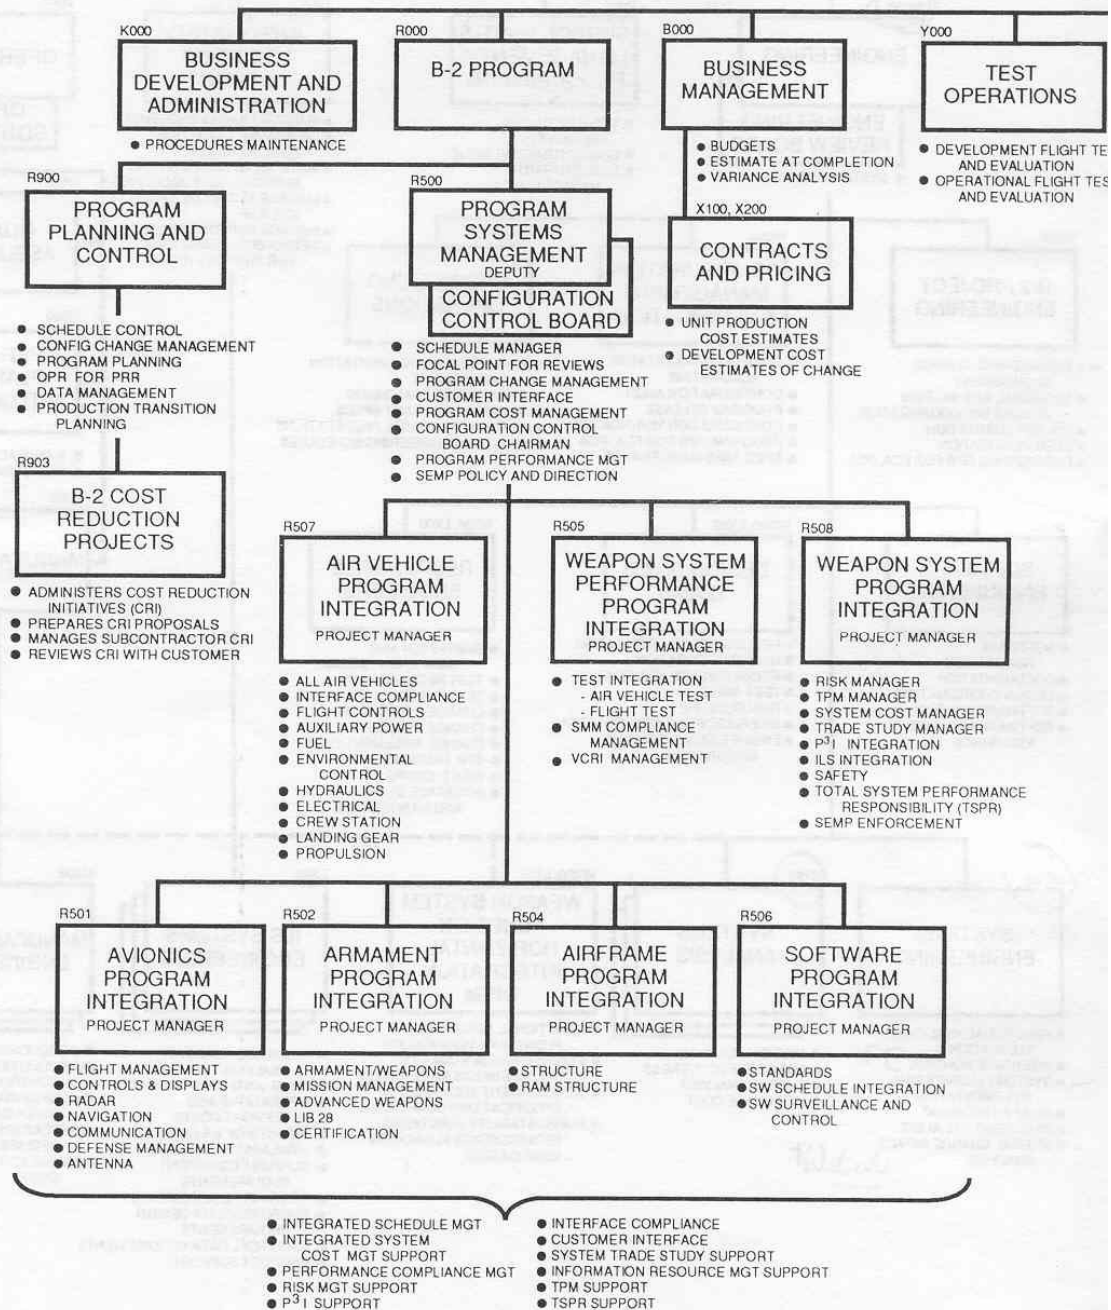 K000
BUSINESS
DEVELOPMENT AND
ADMINISTRATION
● PROCEDURES MAINTENANCE
R000
B-2 PROGRAM
B000
BUSINESS
MANAGEMENT
● BUDGETS
● ESTIMATE AT COMPLETION
● VARIANCE ANALYSIS
Y000
TEST
OPERATIONS
● DEVELOPMENT FLIGHT TE
AND EVALUATION
● OPERATIONAL FLIGHT TES
AND EVALUATION
R900
PROGRAM
PLANNING AND
CONTROL
● SCHEDULE CONTROL
● CONFIG CHANGE MANAGEMENT
● PROGRAM PLANNING
● OPR FOR PRR
● DATA MANAGEMENT
● PRODUCTION TRANSITION
PLANNING
R500
PROGRAM
SYSTEMS
MANAGEMENT
DEPUTY
CONFIGURATION
CONTROL BOARD
● SCHEDULE MANAGER
● FOCAL POINT FOR REVIEWS
● PROGRAM CHANGE MANAGEMENT
● CUSTOMER INTERFACE
● PROGRAM COST MANAGEMENT
● CONFIGURATION CONTROL
BOARD CHAIRMAN
● PROGRAM PERFORMANCE MGT
● SEMP POLICY AND DIRECTION
X100, X200
CONTRACTS
AND PRICING
● UNIT PRODUCTION
COST ESTIMATES
● DEVELOPMENT COST
ESTIMATES OF CHANGE
R903
B-2 COST
REDUCTION
PROJECTS
● ADMINISTERS COST REDUCTION
INITIATIVES (CRI)
● PREPARES CRI PROPOSALS
● MANAGES SUBCONTRACTOR CRI
● REVIEWS CRI WITH CUSTOMER
R507
AIR VEHICLE
PROGRAM
INTEGRATION
PROJECT MANAGER
● ALL AIR VEHICLES
● INTERFACE COMPLIANCE
● FLIGHT CONTROLS
● AUXILIARY POWER
● FUEL
● ENVIRONMENTAL
CONTROL
● HYDRAULICS
● ELECTRICAL
● CREW STATION
● LANDING GEAR
● PROPULSION
R505
WEAPON SYSTEM
PERFORMANCE
PROGRAM
INTEGRATION
PROJECT MANAGER
● TEST INTEGRATION
- AIR VEHICLE TEST
- FLIGHT TEST
● SMM COMPLIANCE
MANAGEMENT
● VCRI MANAGEMENT
R508
WEAPON SYSTEM
PROGRAM
INTEGRATION
PROJECT MANAGER
● RISK MANAGER
● TPM MANAGER
● SYSTEM COST MANAGER
● TRADE STUDY MANAGER
● P³I INTEGRATION
● ILS INTEGRATION
● SAFETY
● TOTAL SYSTEM PERFORMANCE
RESPONSIBILITY (TSPR)
● SEMP ENFORCEMENT
R501
AVIONICS
PROGRAM
INTEGRATION
PROJECT MANAGER
● FLIGHT MANAGEMENT
● CONTROLS & DISPLAYS
● RADAR
● NAVIGATION
● COMMUNICATION
● DEFENSE MANAGEMENT
● ANTENNA
R502
ARMAMENT
PROGRAM
INTEGRATION
PROJECT MANAGER
● ARMAMENT/WEAPONS
● MISSION MANAGEMENT
● ADVANCED WEAPONS
● LIB 28
● CERTIFICATION
R504
AIRFRAME
PROGRAM
INTEGRATION
PROJECT MANAGER
● STRUCTURE
● RAM STRUCTURE
R506
SOFTWARE
PROGRAM
INTEGRATION
PROJECT MANAGER
● STANDARDS
● SW SCHEDULE INTEGRATION
● SW SURVEILLANCE AND
CONTROL
● INTEGRATED SCHEDULE MGT
● INTEGRATED SYSTEM
COST MGT SUPPORT
● PERFORMANCE COMPLIANCE MGT
● RISK MGT SUPPORT
● P³I SUPPORT
● INTERFACE COMPLIANCE
● CUSTOMER INTERFACE
● SYSTEM TRADE STUDY SUPPORT
● INFORMATION RESOURCE MGT SUPPORT
● TPM SUPPORT
● TSPR SUPPORT